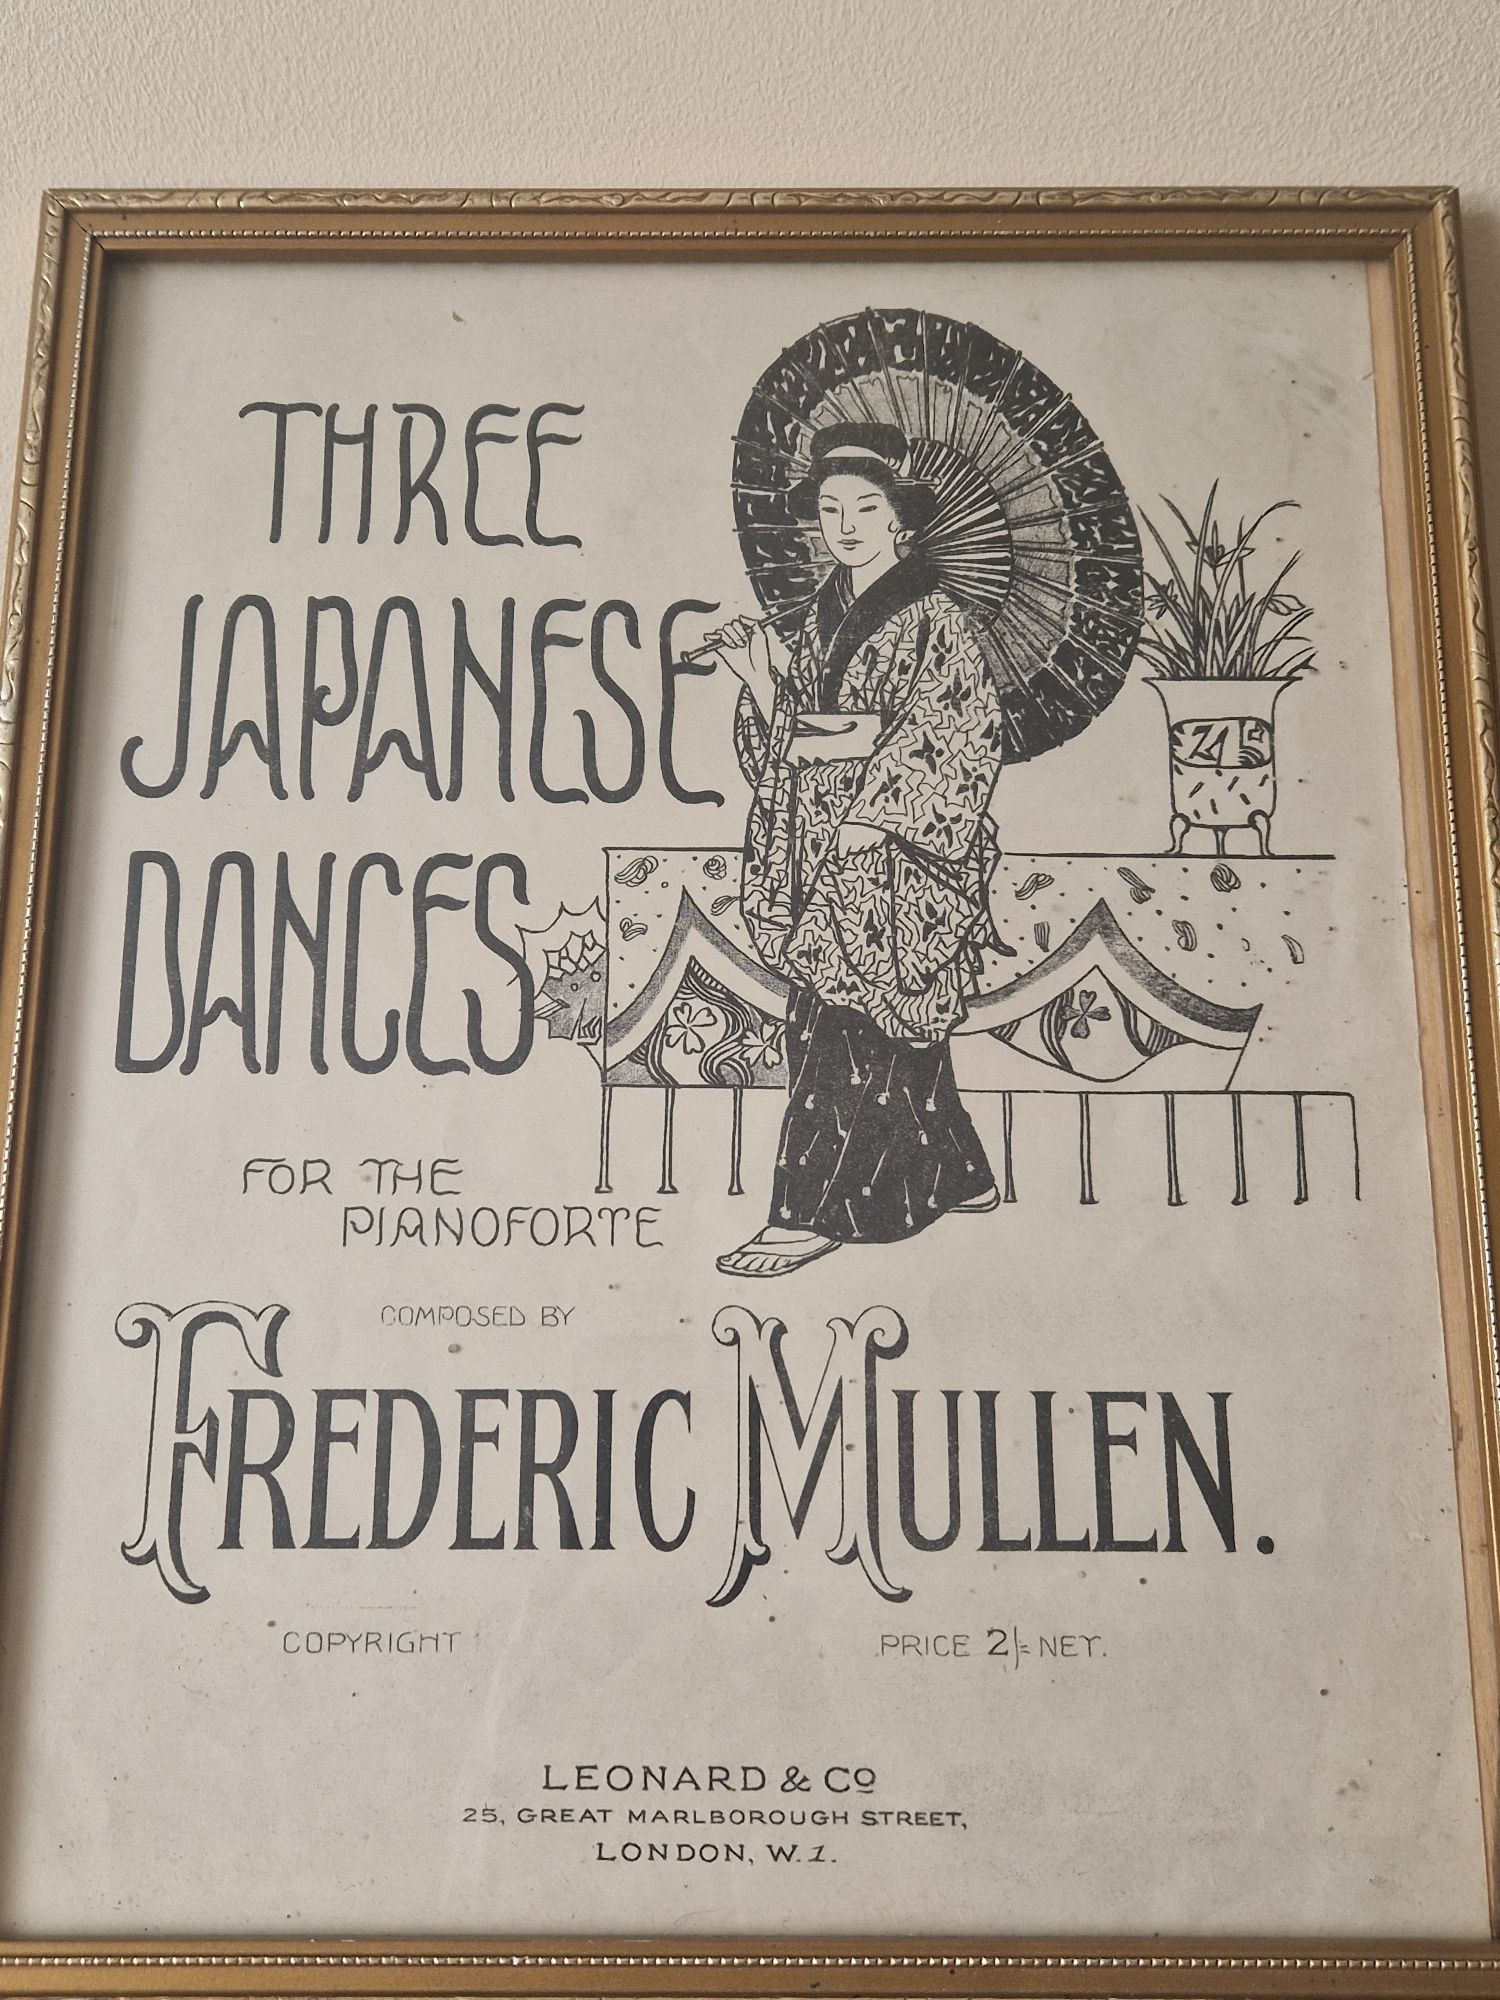 THREE
JAPANESE
DANCES
FOR THE
PIANOFORTE
COMPOSED BY
FREDERIC MULLEN.
COPYRIGHT
PRICE 2/= NET.
LEONARD & Co
25, GREAT MARLBOROUGH STREET,
LONDON, W.1.